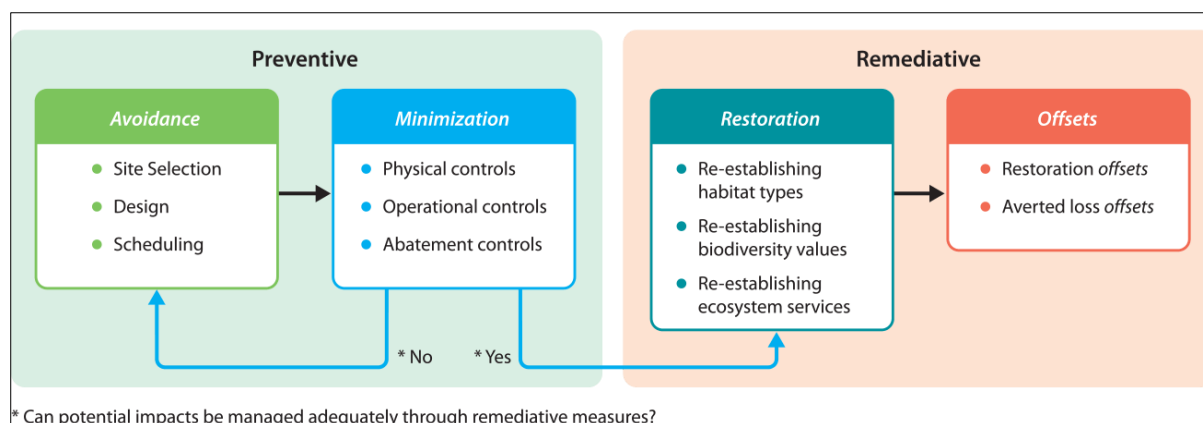 Preventive
Avoidance
Site Selection
Design
Scheduling
Minimization
Physical controls
Operational controls
Abatement controls
* No
* Yes
Remediative
Restoration
Re-establishing
habitat types
Re-establishing
biodiversity values
Re-establishing
ecosystem services
Offsets
Restoration offsets
Averted loss offsets
* Can potential impacts be managed adequately through remediative measures?